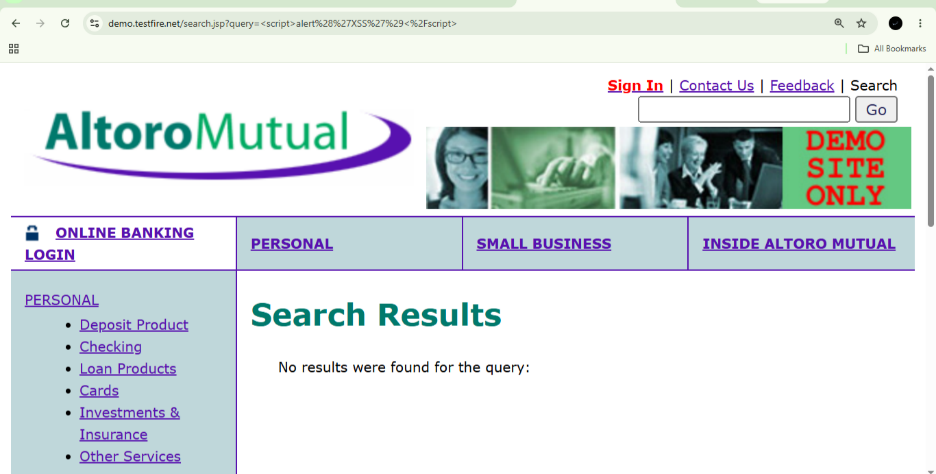 demo.testfire.net/search.jsp?query=<script>alert%28%27XSS%27%29<%2Fscript>
All Bookmarks
Sign In | Contact Us | Feedback | Search
Go
AltoroMutual
DEMO
SITE
ONLY
ONLINE BANKING
LOGIN
PERSONAL
SMALL BUSINESS
INSIDE ALTORO MUTUAL
PERSONAL
Deposit Product
Checking
Loan Products
Cards
Investments &
Insurance
Other Services
Search Results
No results were found for the query: